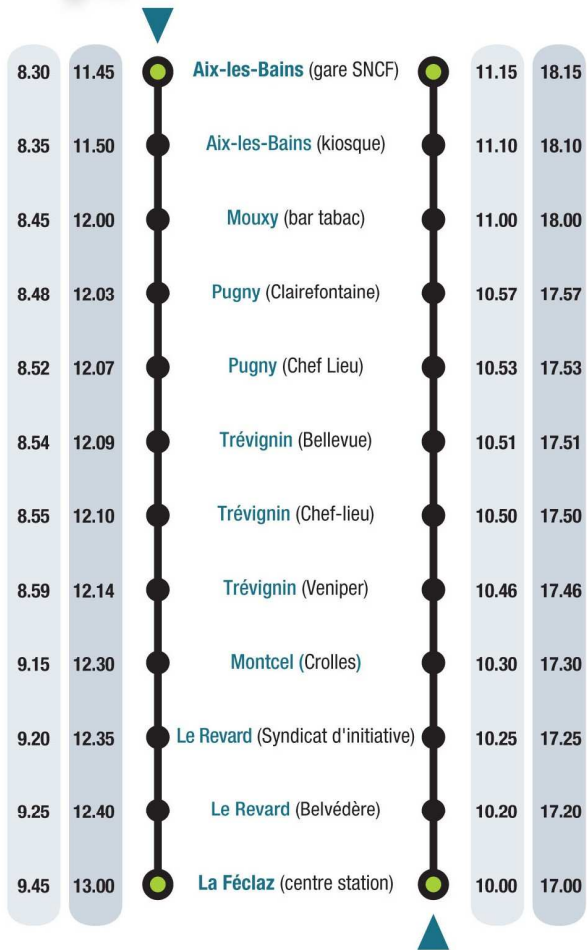 8.30 11.45 Aix-les-Bains (gare SNCF) 11.15 18.15
8.35 11.50 Aix-les-Bains (kiosque) 11.10 18.10
8.45 12.00 Mouxy (bar tabac) 11.00 18.00
8.48 12.03 Pugny (Clairefontaine) 10.57 17.57
8.52 12.07 Pugny (Chef Lieu) 10.53 17.53
8.54 12.09 Trévignin (Bellevue) 10.51 17.51
8.55 12.10 Trévignin (Chef-lieu) 10.50 17.50
8.59 12.14 Trévignin (Veniper) 10.46 17.46
9.15 12.30 Montcel (Crolles) 10.30 17.30
9.20 12.35 Le Revard (Syndicat d'initiative) 10.25 17.25
9.25 12.40 Le Revard (Belvédère) 10.20 17.20
9.45 13.00 La Féclaz (centre station) 10.00 17.00